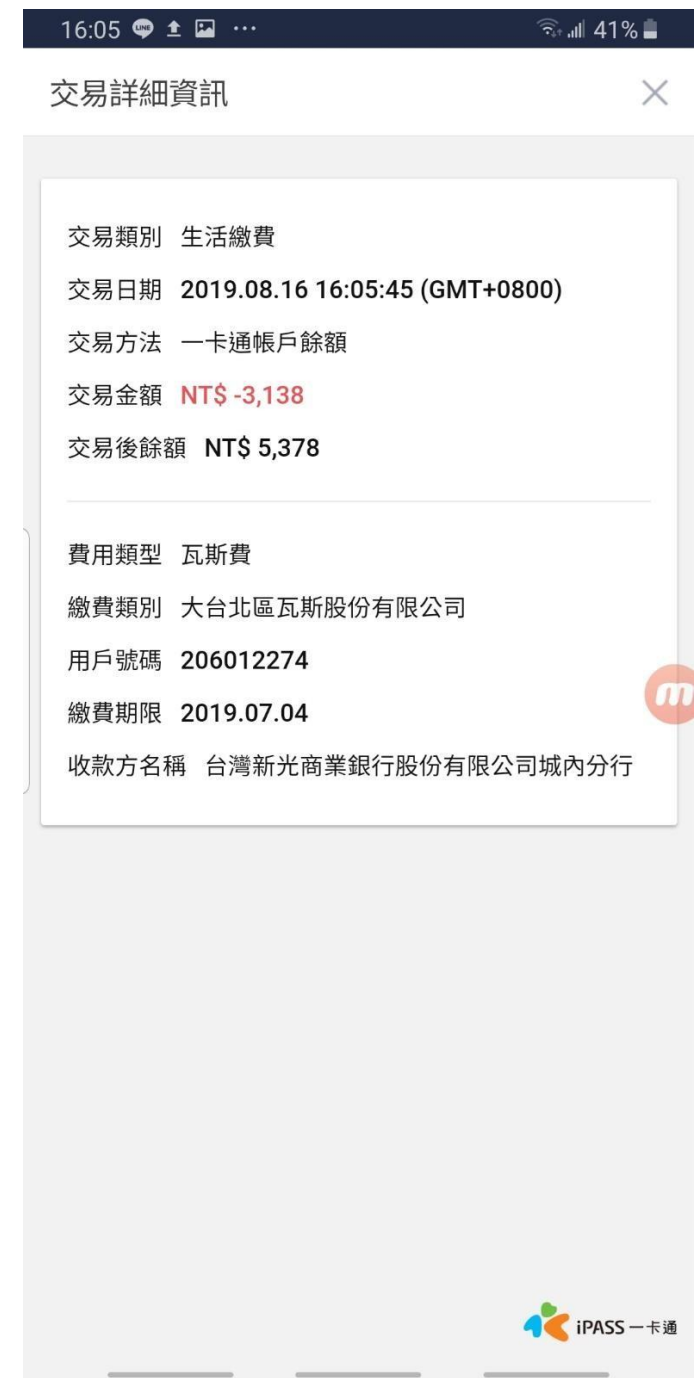 16:05 LINE ... 41%
交易詳細資訊
交易類別 生活繳費
交易日期 2019.08.16 16:05:45 (GMT+0800)
交易方法 一卡通帳戶餘額
交易金額 NT$ -3,138
交易後餘額 NT$ 5,378
費用類型 瓦斯費
繳費類別 大台北區瓦斯股份有限公司
用戶號碼 206012274
繳費期限 2019.07.04
收款方名稱 台灣新光商業銀行股份有限公司城內分行
m
iPASS 一卡通